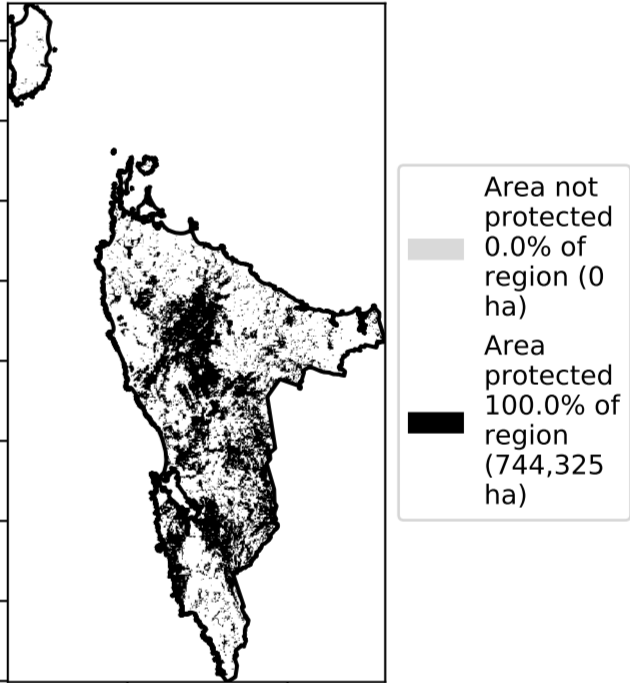 Area not
protected
0.0% of
region (0
ha)
Area
protected
100.0% of
region
(744,325
ha)